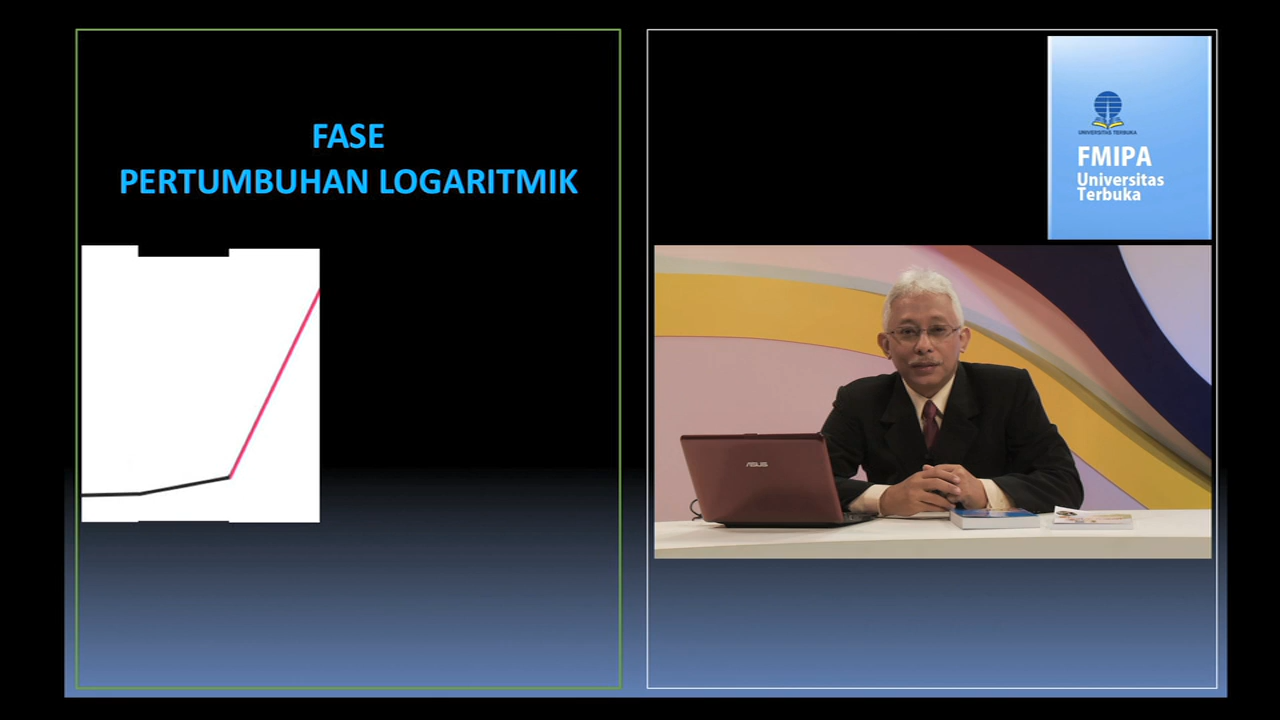 FASE
PERTUMBUHAN LOGARITMIK
UNIVERSITAS TERBUKA
FMIPA
Universitas
Terbuka
ASUS